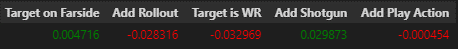 Target on Farside Add Rollout Target is WR Add Shotgun Add Play Action
0.004716 -0.028316 -0.032969 0.029873 -0.000454